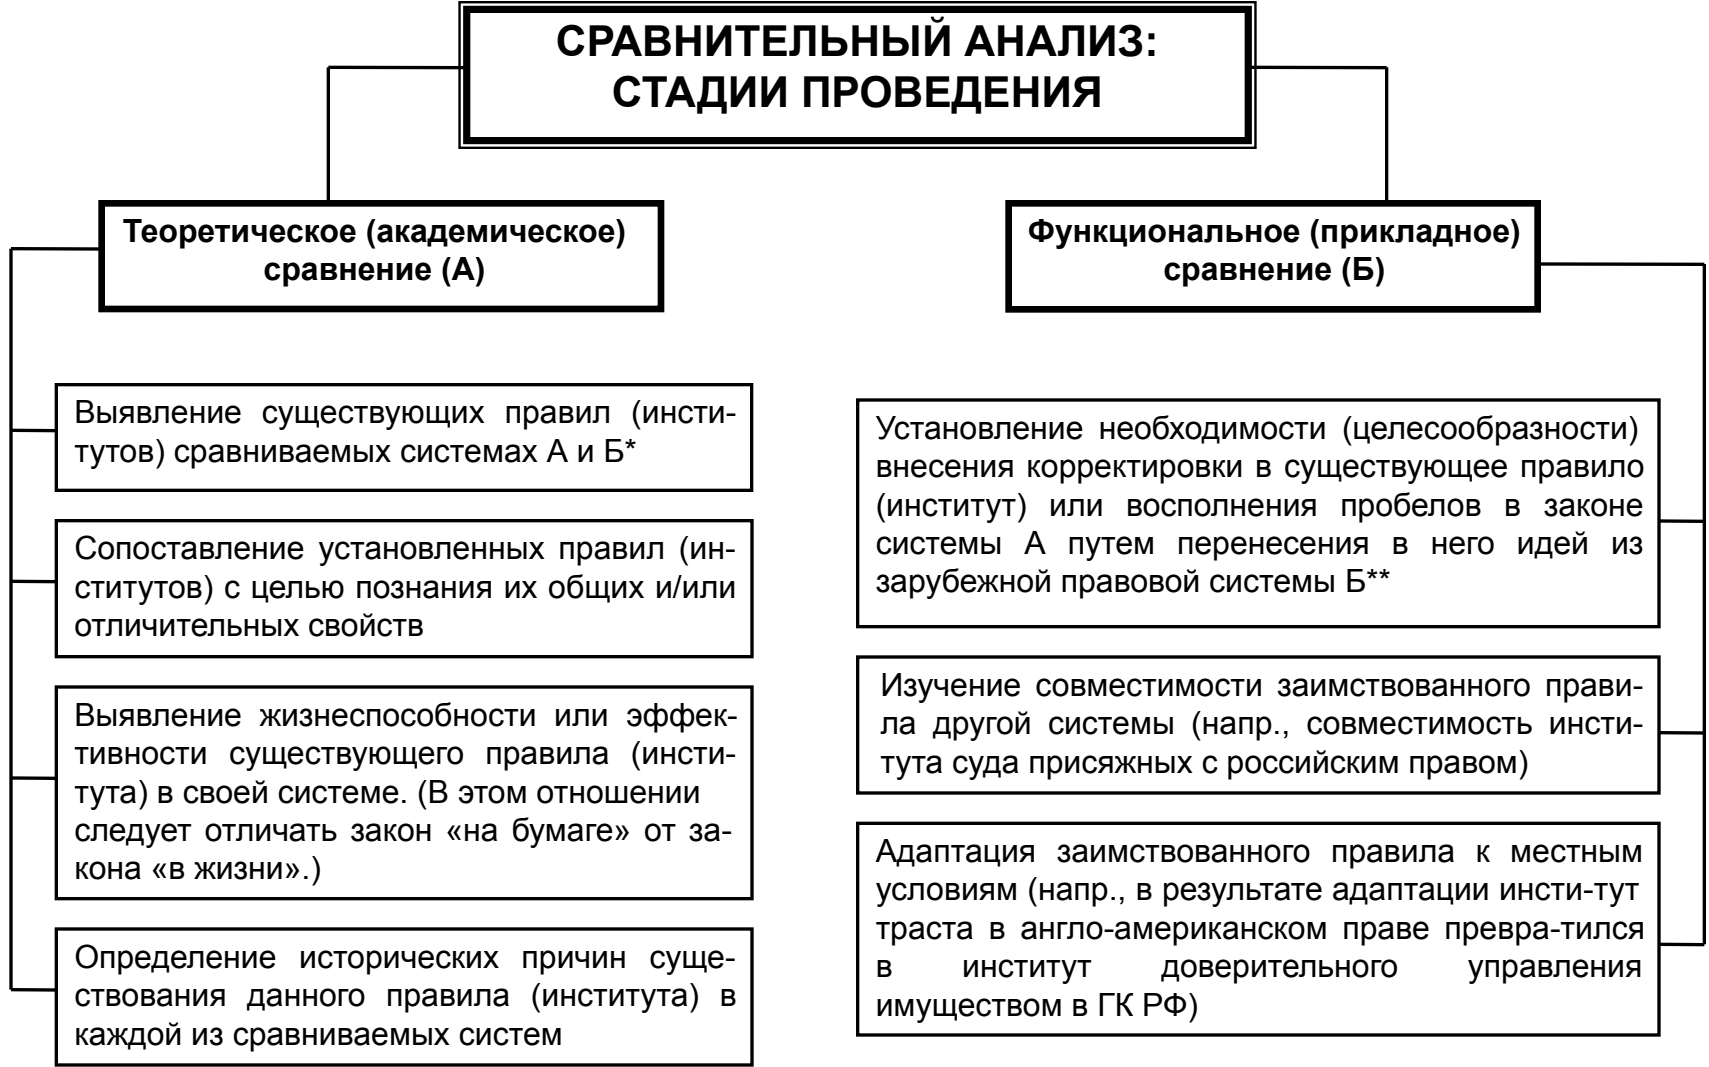 СРАВНИТЕЛЬНЫЙ АНАЛИЗ:
СТАДИИ ПРОВЕДЕНИЯ
Теоретическое (академическое)
сравнение (А)
Выявление существующих правил (инсти-
тутов) сравниваемых системах А и Б*
Сопоставление установленных правил (ин-
ститутов) с целью познания их общих и/или
отличительных свойств
Выявление жизнеспособности или эффек-
тивности существующего правила (инсти-
тута) в своей системе. (В этом отношении
следует отличать закон «на бумаге» от за-
кона «в жизни».)
Определение исторических причин суще-
ствования данного правила (института) в
каждой из сравниваемых систем
Функциональное (прикладное)
сравнение (Б)
Установление необходимости (целесообразности)
внесения корректировки в существующее правило
(институт) или восполнения пробелов в законе
системы А путем перенесения в него идей из
зарубежной правовой системы Б**
Изучение совместимости заимствованного прави-
ла другой системы (напр., совместимость инсти-
тута суда присяжных с российским правом)
Адаптация заимствованного правила к местным
условиям (напр., в результате адаптации инсти-тут
траста в англо-американском праве превра-тился
в институт доверительного управления
имуществом в ГК РФ)